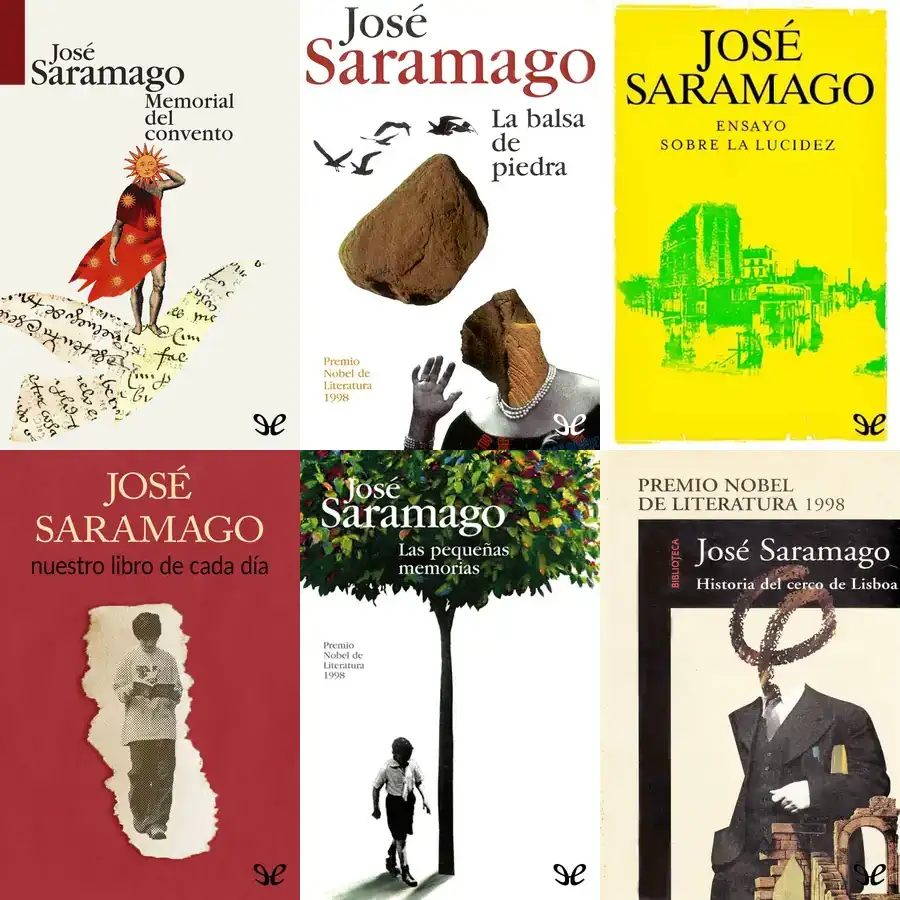 José
Saramago
Memorial
del
convento
José
Saramago
La balsa
de
piedra
Premio
Nobel de
Literatura
1998
JOSÉ
SARAMAGO
ENSAYO
SOBRE LA LUCIDEZ
JOSÉ
SARAMAGO
nuestro libro de cada día
José
Saramago
Las pequeñas
memorias
Premio
Nobel de
Literatura
1998
PREMIO NOBEL
DE LITERATURA 1998
BIBLIOTECA
José Saramago
Historia del cerco de Lisboa